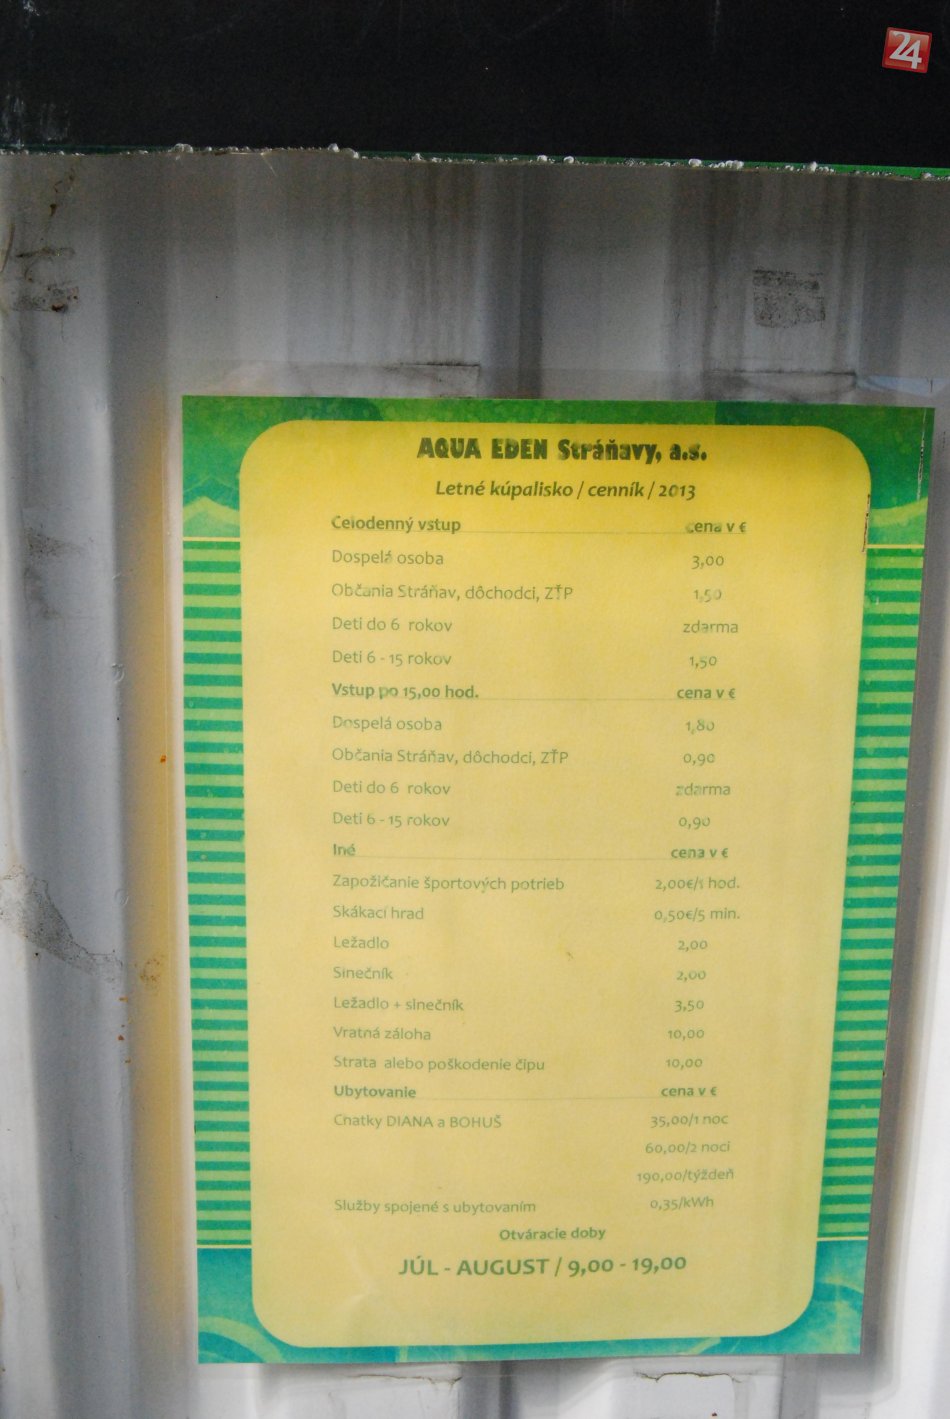 24
AQUA EDEN Stráňavy, a.s.
Letné kúpalisko / cenník / 2013
Celodenný vstup cena v €
Dospelá osoba 3,00
Občania Stráňav, dôchodci, ZŤP 1,50
Deti do 6 rokov zdarma
Deti 6 - 15 rokov 1,50
Vstup po 15,00 hod. cena v €
Dospelá osoba 1,80
Občania Stráňav, dôchodci, ZŤP 0,90
Deti do 6 rokov zdarma
Deti 6 - 15 rokov 0,90
Iné cena v €
Zapožičanie športových potrieb 2,00€/1 hod.
Skákací hrad 0,50€/5 min.
Ležadlo 2,00
Slnečník 2,00
Ležadlo + slnečník 3,50
Vratná záloha 10,00
Strata alebo poškodenie čipu 10,00
Ubytovanie cena v €
Chatky DIANA a BOHUŠ 35,00/1 noc
60,00/2 noci
190,00/týždeň
Služby spojené s ubytovaním 0,35/kWh
Otváracie doby
JÚL - AUGUST / 9,00 - 19,00